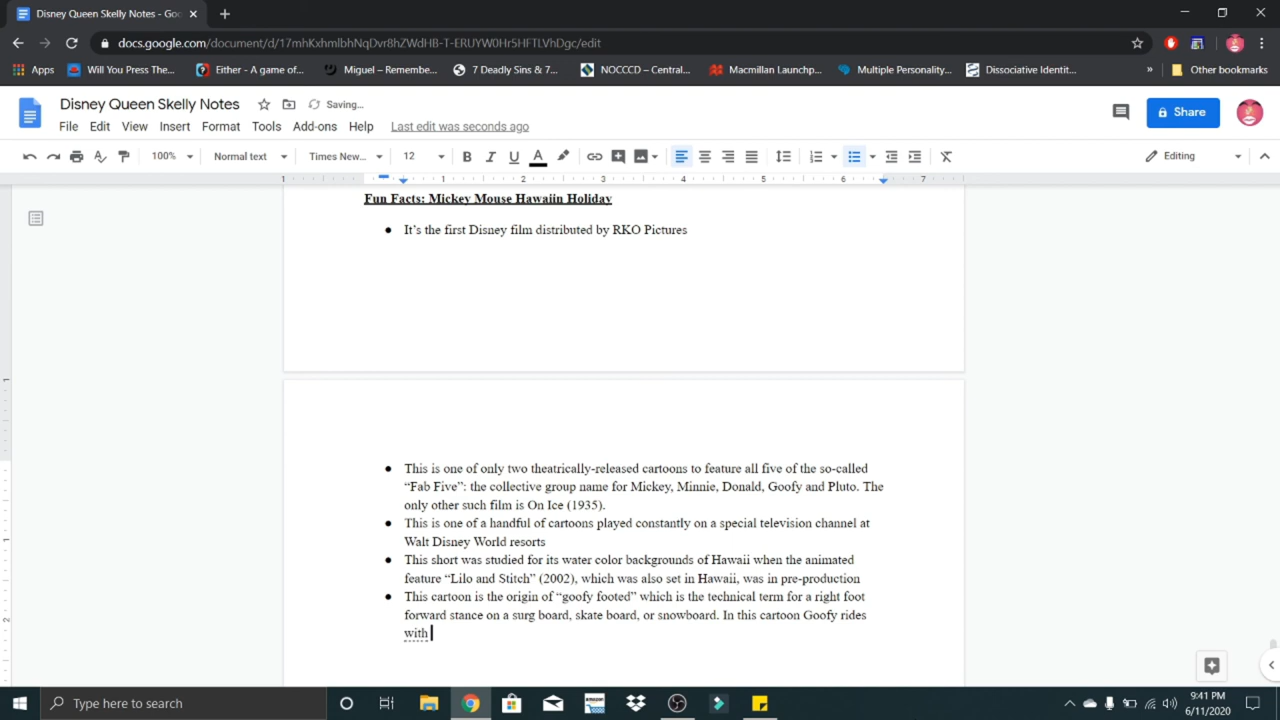 Disney Queen Skelly Notes - Goo
docs.google.com/document/d/17mhKxhmlbhNqDvr8hZWdHB-T-ERUYW0Hr5HFTLVhDgc/edit
Apps
Will You Press The...
Either - A game of...
Miguel – Remembe...
7 Deadly Sins & 7...
NOCCCD – Central...
Macmillan Launchp...
Multiple Personality...
Dissociative Identit...
»
Other bookmarks
Disney Queen Skelly Notes
Saving...
Share
File Edit View Insert Format Tools Add-ons Help Last edit was seconds ago
100% Normal text Times New... 12 B I U A Editing
1 1 2 3 4 5 6 7
Fun Facts: Mickey Mouse Hawaiin Holiday
● It’s the first Disney film distributed by RKO Pictures
● This is one of only two theatrically-released cartoons to feature all five of the so-called
“Fab Five”: the collective group name for Mickey, Minnie, Donald, Goofy and Pluto. The
only other such film is On Ice (1935).
● This is one of a handful of cartoons played constantly on a special television channel at
Walt Disney World resorts
● This short was studied for its water color backgrounds of Hawaii when the animated
feature “Lilo and Stitch” (2002), which was also set in Hawaii, was in pre-production
● This cartoon is the origin of “goofy footed” which is the technical term for a right foot
forward stance on a surg board, skate board, or snowboard. In this cartoon Goofy rides
with
Type here to search
amazon
9:41 PM
6/11/2020